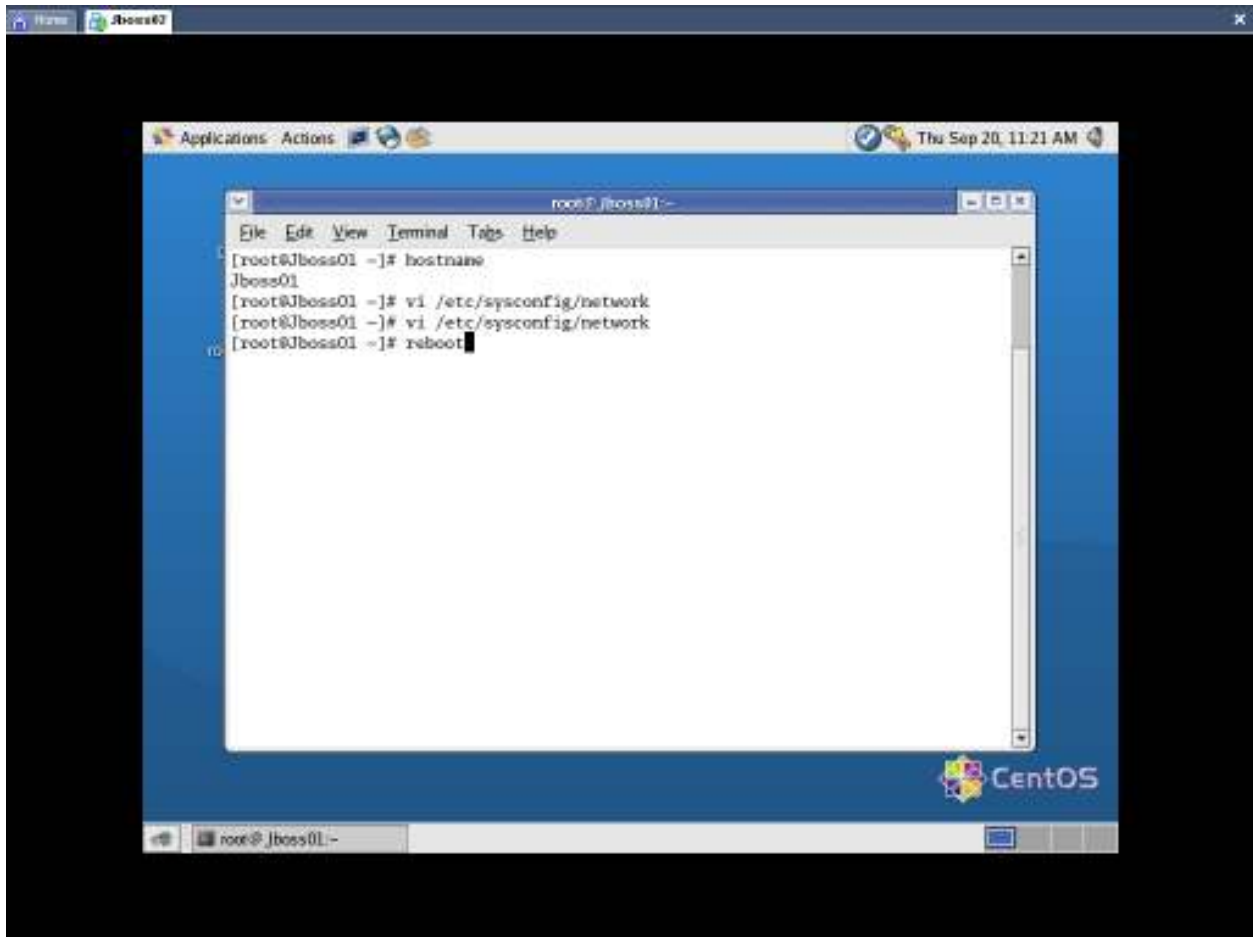 Home Jboss02
Applications Actions Thu Sep 20, 11:21 AM
root@Jboss01:~
File Edit View Terminal Tabs Help
[root@Jboss01 ~]# hostname
Jboss01
[root@Jboss01 ~]# vi /etc/sysconfig/network
[root@Jboss01 ~]# vi /etc/sysconfig/network
[root@Jboss01 ~]# reboot
CentOS
root@Jboss01:~